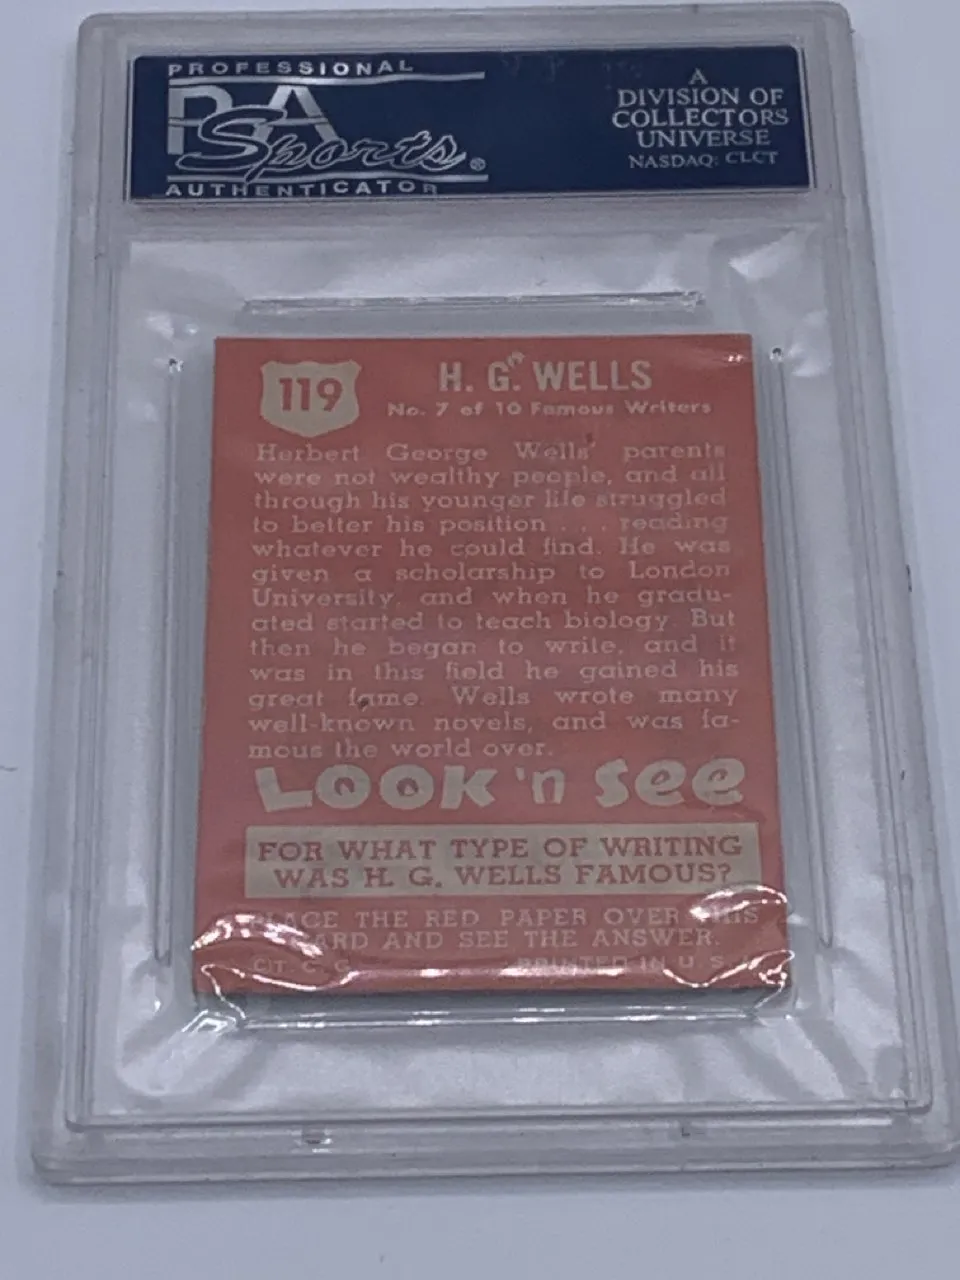 PROFESSIONAL
PSA
Sports®
AUTHENTICATOR
A
DIVISION OF
COLLECTORS
UNIVERSE
NASDAQ: CLCT
119
H. G. WELLS
No. 7 of 10 Famous Writers
Herbert George Wells' parents
were not wealthy people, and all
through his younger life struggled
to better his position . . . reading
whatever he could find. He was
given a scholarship to London
University, and when he gradu-
ated started to teach biology. But
then he began to write, and it
was in this field he gained his
great fame. Wells wrote many
well-known novels, and was fa-
mous the world over.
LOOK 'n See
FOR WHAT TYPE OF WRITING
WAS H. G. WELLS FAMOUS?
PLACE THE RED PAPER OVER THIS
CARD AND SEE THE ANSWER.
©T. C. G.
PRINTED IN U. S. A.